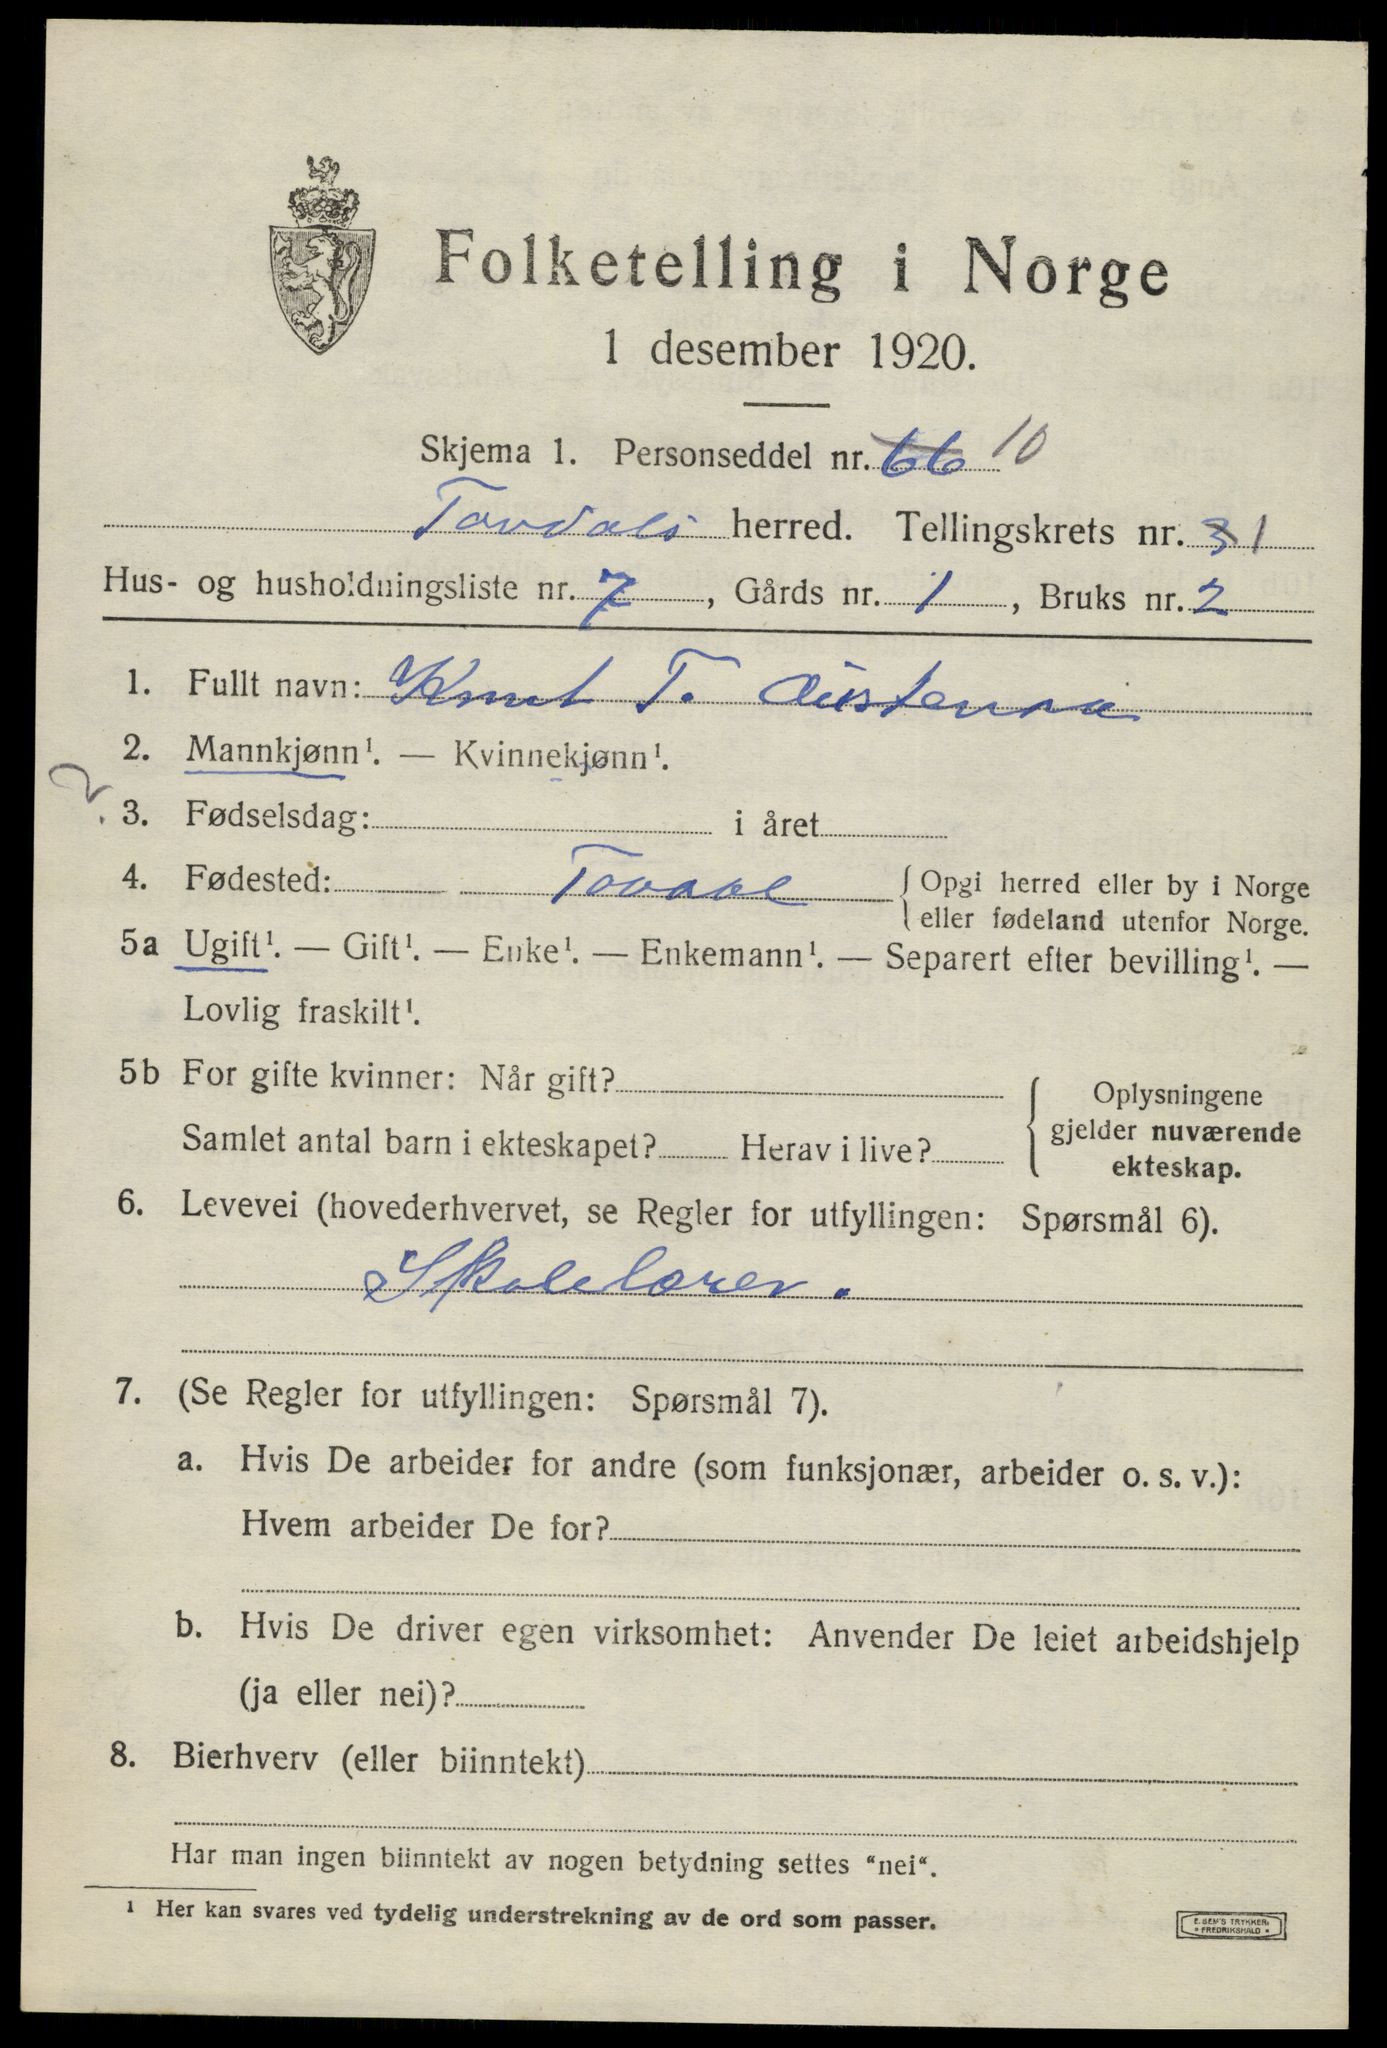 Folketelling i Norge
1 desember 1920.
Skjema 1. Personseddel nr. 66 10
Tovdals herred. Tellingskrets nr. 3 1
Hus- og husholdningsliste nr. 7, Gårds nr. 1, Bruks nr. 2
1. Fullt navn: Knut T. Austenaa
2. Mannkjønn¹. — Kvinnekjønn¹.
3. Fødselsdag: i året
4. Fødested: Tovdal {Opgi herred eller by i Norge
eller fødeland utenfor Norge.
5a Ugift¹. — Gift¹. — Enke¹. — Enkemann¹. — Separert efter bevilling¹. —
Lovlig fraskilt¹.
5b For gifte kvinner: Når gift?
Samlet antal barn i ekteskapet? Herav i live?
{Oplysningene
gjelder nuværende
ekteskap.
6. Levevei (hovederhvervet, se Regler for utfyllingen: Spørsmål 6).
Skolelærer.
7. (Se Regler for utfyllingen: Spørsmål 7).
a. Hvis De arbeider for andre (som funksjonær, arbeider o. s. v.):
Hvem arbeider De for?
b. Hvis De driver egen virksomhet: Anvender De leiet arbeidshjelp
(ja eller nei)?
8. Bierhverv (eller biinntekt)
Har man ingen biinntekt av nogen betydning settes "nei".
¹ Her kan svares ved tydelig understrekning av de ord som passer.
E. SEM'S TRYKKERI
• FREDRIKSHALD •